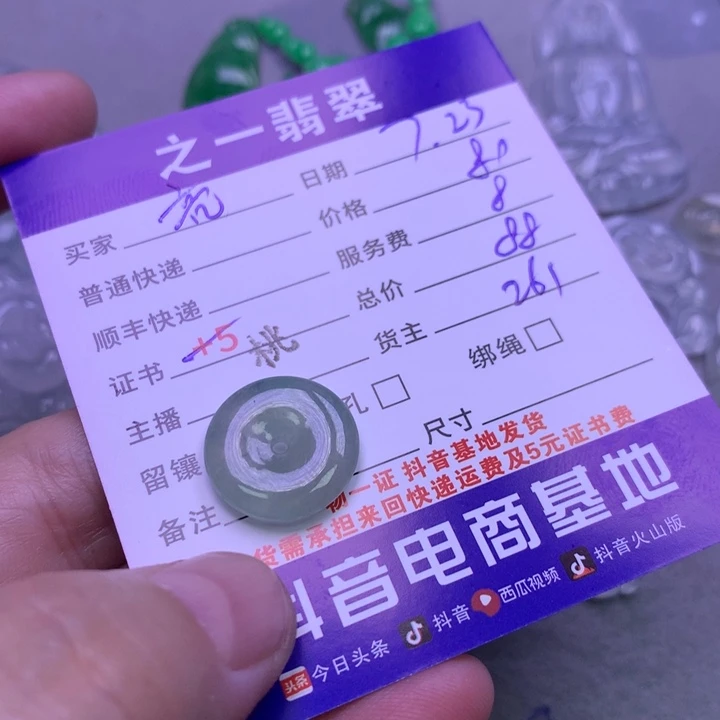 之一翡翠
买家 亮 日期 7.23
普通快递 价格 80
顺丰快递 服务费 8
证书 +5 总价 88
主播 桃 货主 261
留镶 孔 绑绳
备注 尺寸
物一证 抖音基地发货
货需承担来回快递运费及5元证书费
抖音电商基地
头条 今日头条 抖音 西瓜视频 抖音火山版